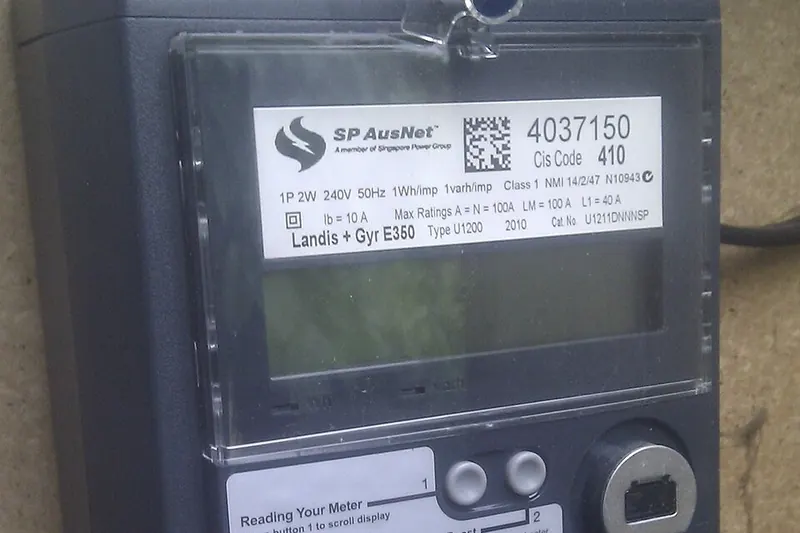 SP AusNet™
A member of Singapore Power Group
4037150
Cis Code 410
1P 2W 240V 50Hz 1Wh/imp 1varh/imp Class 1 NMI 14/2/47 N10943
Ib = 10 A Max Ratings A = N = 100A LM = 100 A L1 = 40 A
Landis + Gyr E350 Type U1200 2010 Cat. No. U1211DNNNSP
Reading Your Meter 1
button 1 to scroll display
2